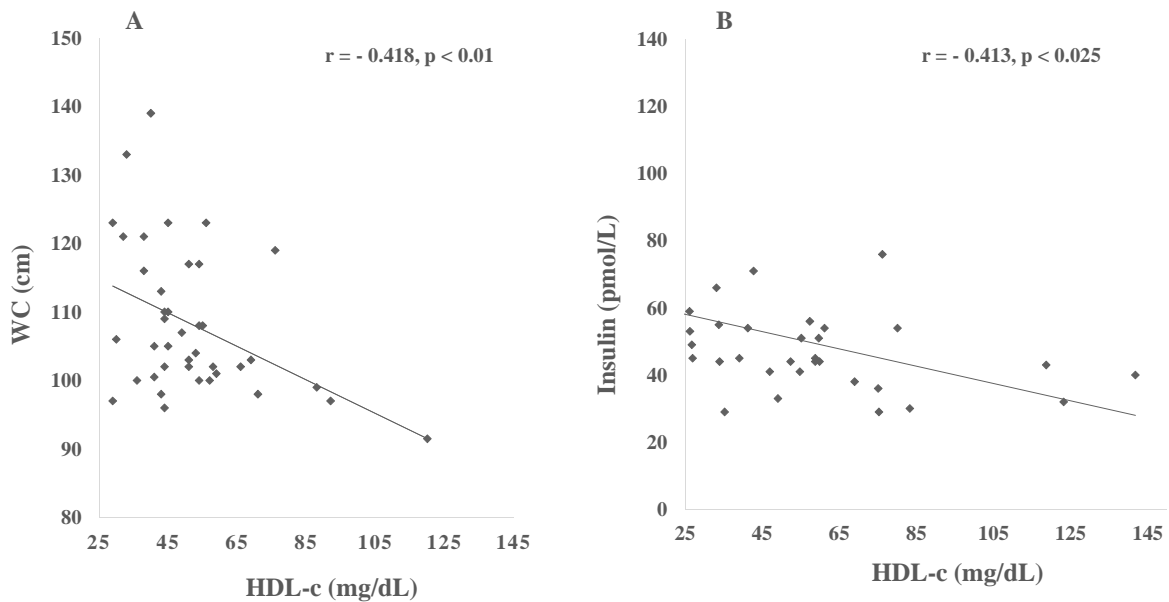 A
r = - 0.418, p < 0.01
150
140
130
120
110
100
90
80
WC (cm)
25 45 65 85 105 125 145
HDL-c (mg/dL)
B
r = - 0.413, p < 0.025
140
120
100
80
60
40
20
0
Insulin (pmol/L)
25 45 65 85 105 125 145
HDL-c (mg/dL)